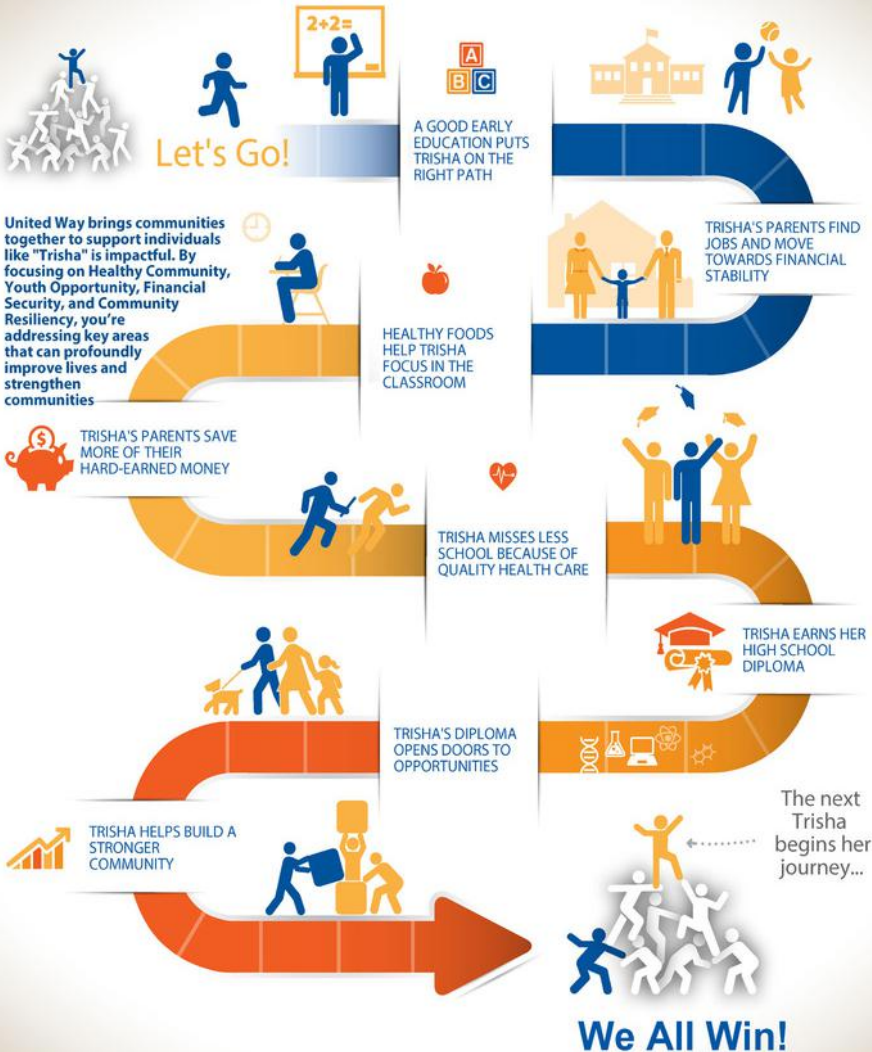 2+2=
A
B C
Let's Go!
A GOOD EARLY
EDUCATION PUTS
TRISHA ON THE
RIGHT PATH
United Way brings communities
together to support individuals
like "Trisha" is impactful. By
focusing on Healthy Community,
Youth Opportunity, Financial
Security, and Community
Resiliency, you're
addressing key areas
that can profoundly
improve lives and
strengthen
communities
TRISHA'S PARENTS FIND
JOBS AND MOVE
TOWARDS FINANCIAL
STABILITY
HEALTHY FOODS
HELP TRISHA
FOCUS IN THE
CLASSROOM
$
TRISHA'S PARENTS SAVE
MORE OF THEIR
HARD-EARNED MONEY
TRISHA MISSES LESS
SCHOOL BECAUSE OF
QUALITY HEALTH CARE
TRISHA EARNS HER
HIGH SCHOOL
DIPLOMA
TRISHA'S DIPLOMA
OPENS DOORS TO
OPPORTUNITIES
TRISHA HELPS BUILD A
STRONGER
COMMUNITY
The next
Trisha
begins her
journey...
We All Win!